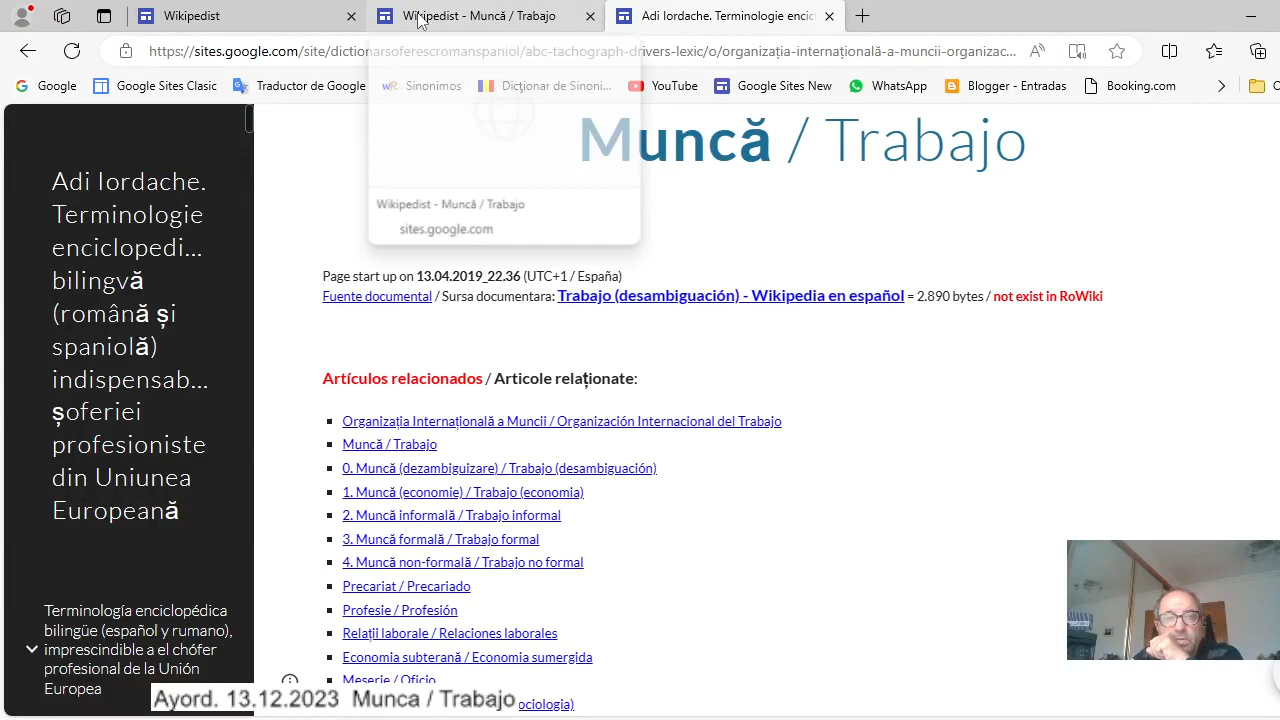 Wikipedist
Wikipedist - Muncă / Trabajo
Adi Iordache. Terminologie encicl
https://sites.google.com/site/dictionarsoferescromanspaniol/abc-tachograph-drivers-lexic/o/organizația-internațională-a-muncii-organizac...
Google
Google Sites Clasic
Traductor de Google
Sinonimos
Dicţionar de Sinoni...
YouTube
Google Sites New
WhatsApp
Blogger - Entradas
Booking.com
Wikipedist - Muncă / Trabajo
sites.google.com
Adi Iordache.
Terminologie
enciclopedi...
bilingvă
(română și
spaniolă)
indispensab...
șoferiei
profesioniste
din Uniunea
Europeană
Terminología enciclopédica
bilingüe (español y rumano),
imprescindible a el chófer
profesional de la Unión
Europea
Muncă / Trabajo
Page start up on 13.04.2019_22.36 (UTC+1 / España)
Fuente documental / Sursa documentara: Trabajo (desambiguación) - Wikipedia en español = 2.890 bytes / not exist in RoWiki
Artículos relacionados / Articole relaționate:
Organizația Internațională a Muncii / Organización Internacional del Trabajo
Muncă / Trabajo
0. Muncă (dezambiguizare) / Trabajo (desambiguación)
1. Muncă (economie) / Trabajo (economia)
2. Muncă informală / Trabajo informal
3. Muncă formală / Trabajo formal
4. Muncă non-formală / Trabajo no formal
Precariat / Precariado
Profesie / Profesión
Relații laborale / Relaciones laborales
Economia subterană / Economia sumergida
Meserie / Oficio
ociologia)
Ayord. 13.12.2023 Munca / Trabajo